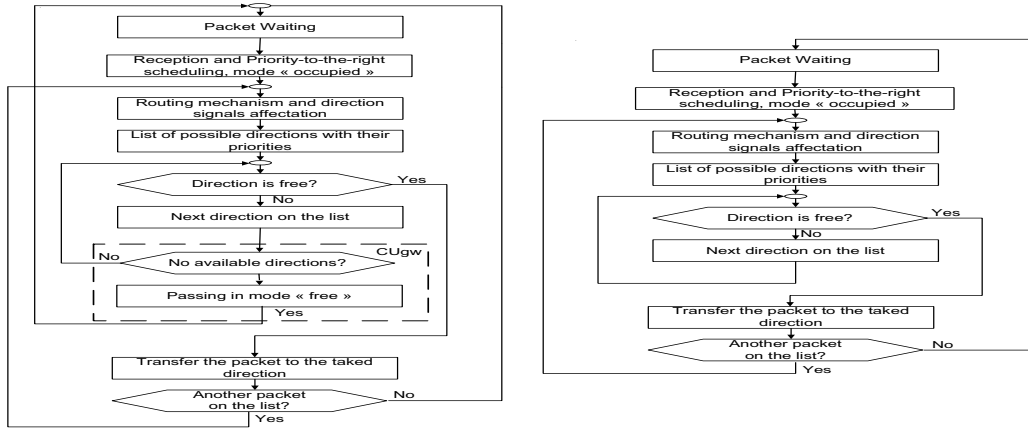 Packet Waiting
Reception and Priority-to-the-right
scheduling, mode « occupied »
Routing mechanism and direction
signals affectation
List of possible directions with their
priorities
Direction is free?
Yes
No
Next direction on the list
CUgw
No
No available directions?
Passing in mode « free »
Yes
Transfer the packet to the taked
direction
Another packet
on the list?
No
Yes
Packet Waiting
Reception and Priority-to-the-right
scheduling, mode « occupied »
Routing mechanism and direction
signals affectation
List of possible directions with their
priorities
Direction is free?
Yes
No
Next direction on the list
Transfer the packet to the taked
direction
Another packet
on the list?
No
Yes